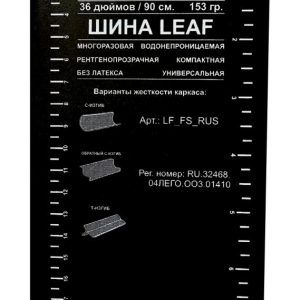 36 дюймов / 90 см. 153 гр.
ШИНА LEAF
МНОГОРАЗОВАЯ ВОДОНЕПРОНИЦАЕМАЯ
РЕНТГЕНОПРОЗРАЧНАЯ КОМПАКТНАЯ
БЕЗ ЛАТЕКСА УНИВЕРСАЛЬНАЯ
Варианты жесткости каркаса:
С-ИЗГИБ
Арт.: LF_FS_RUS
ОБРАТНЫЙ С-ИЗГИБ
Рег. номер: RU.32468.
04ЛЕГО.ОО3.01410
Т-ИЗГИБ